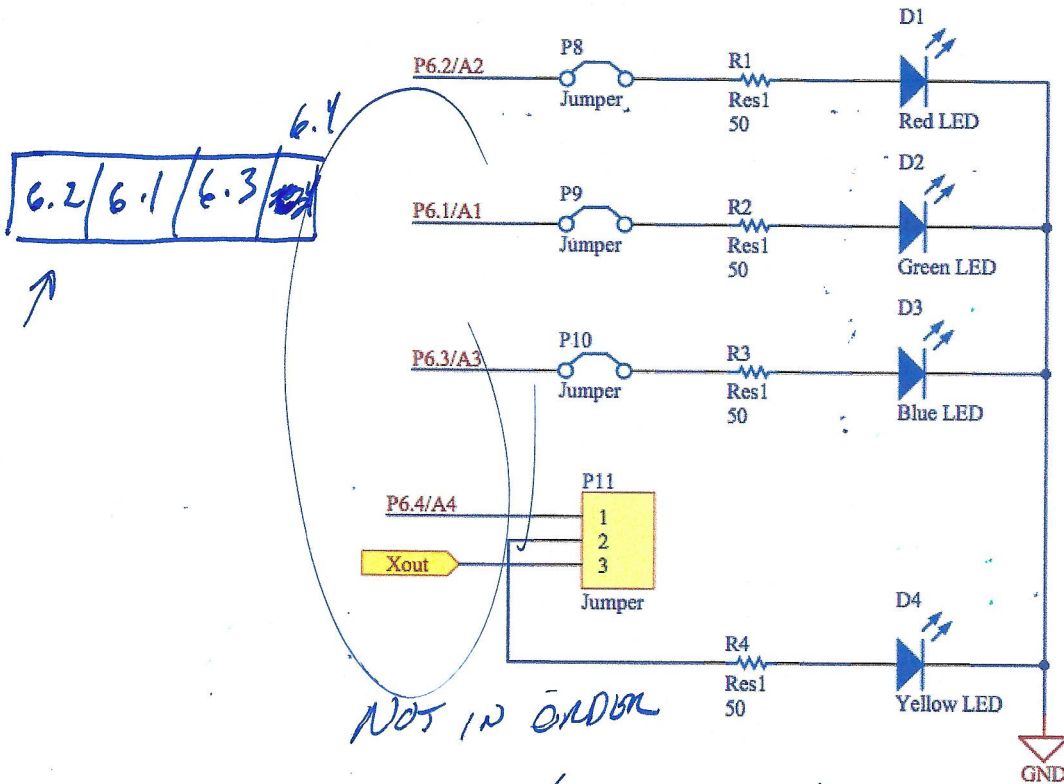 D1
P8
P6.2/A2
R1
Jumper
Res1
Red LED
50
6.4
6.2 6.1 6.3
D2
P9
P6.1/A1
R2
Jumper
Res1
Green LED
50
D3
P10
P6.3/A3
R3
Jumper
Res1
Blue LED
50
P11
P6.4/A4
1
2
Xout
3
Jumper
D4
R4
Res1
Yellow LED
50
NOT IN ORDER
GND